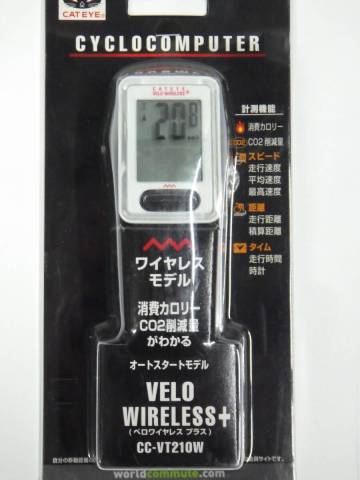 CATEYE®
CYCLOCOMPUTER
CATEYE
VELO WIRELESS+
計測機能
消費カロリー
CO2 CO2削減量
スピード
走行速度
平均速度
最高速度
距離
走行距離
積算距離
タイム
走行時間
時計
ワイヤレス
モデル
消費カロリー
CO2削減量
がわかる
オートスタートモデル
VELO
WIRELESS+
(ベロワイヤレス プラス)
CC-VT210W
worldcommute.com/